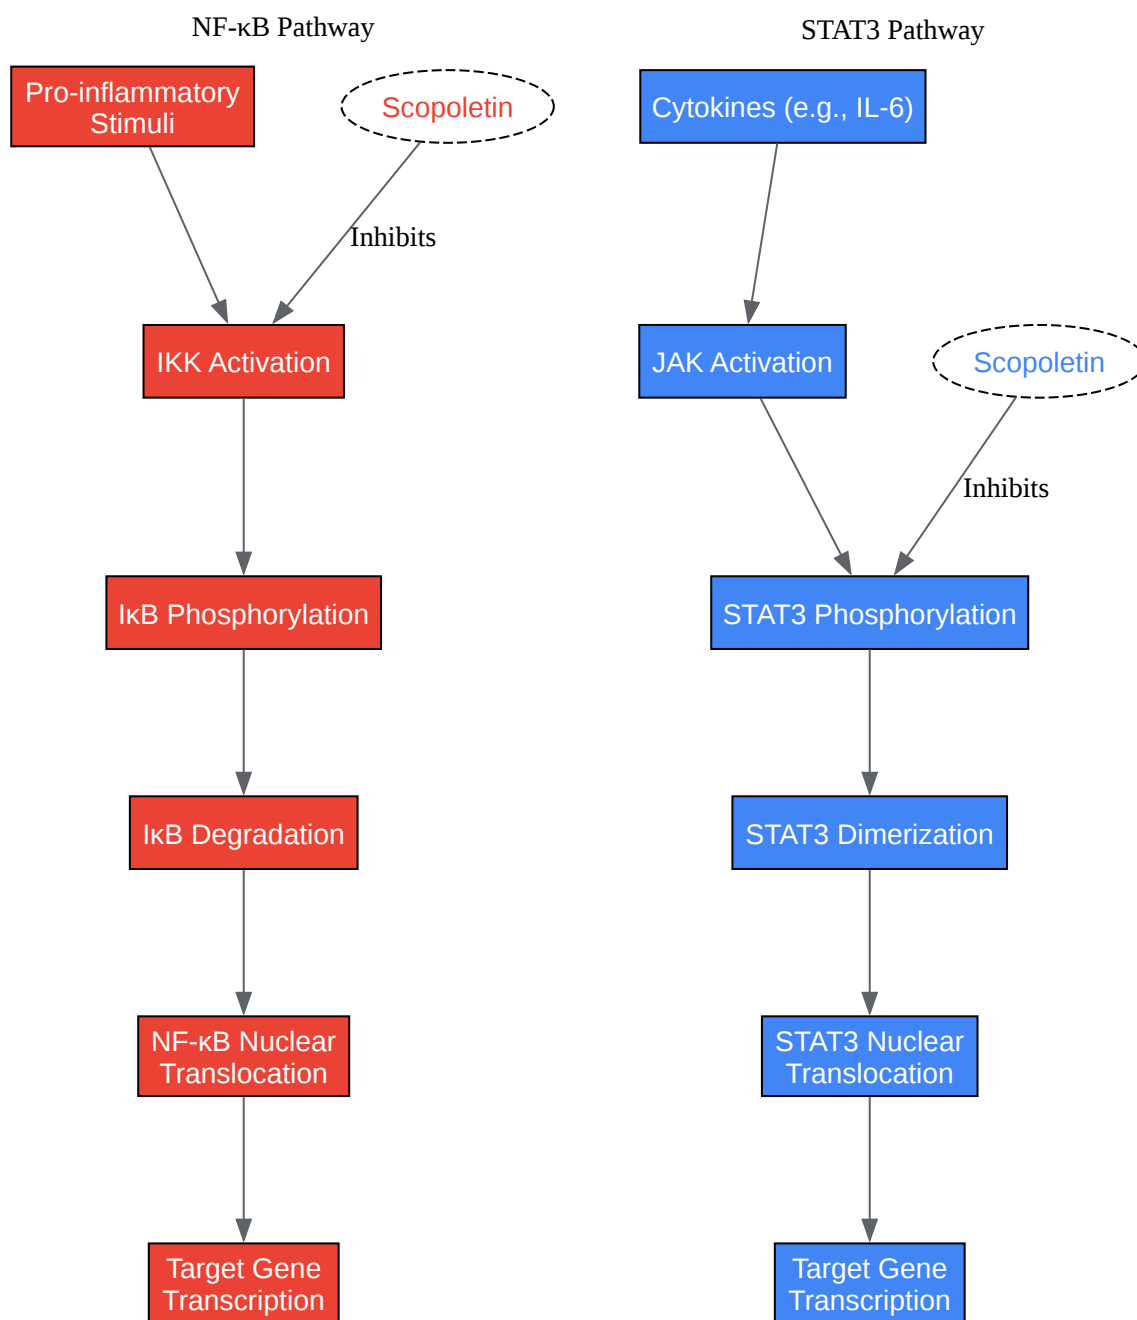 NF-κB Pathway
Pro-inflammatory
Stimuli
Scopoletin
Inhibits
IKK Activation
IκB Phosphorylation
IκB Degradation
NF-κB Nuclear
Translocation
Target Gene
Transcription
STAT3 Pathway
Cytokines (e.g., IL-6)
JAK Activation
Scopoletin
Inhibits
STAT3 Phosphorylation
STAT3 Dimerization
STAT3 Nuclear
Translocation
Target Gene
Transcription